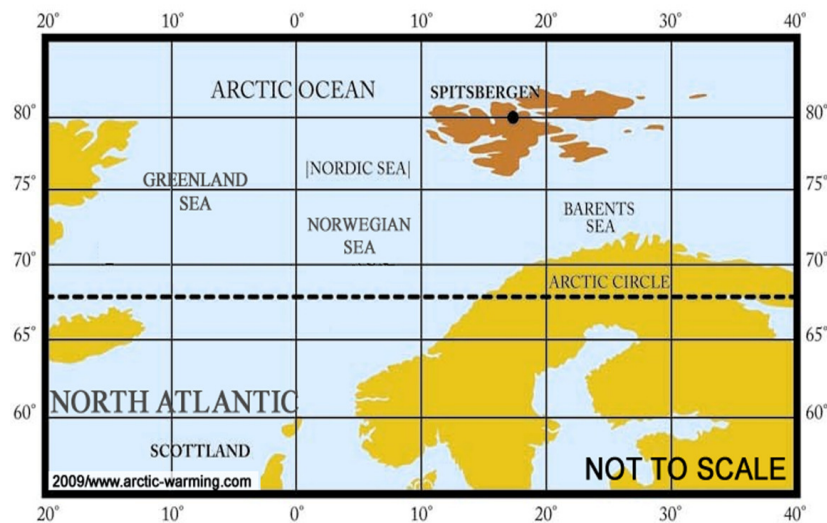 20° 10° 0° 10° 20° 30° 40°
ARCTIC OCEAN
SPITSBERGEN
80° 80°
|NORDIC SEA|
GREENLAND
SEA
75° 75°
BARENTS
SEA
NORWEGIAN
SEA
70° 70°
ARCTIC CIRCLE
65° 65°
NORTH ATLANTIC
60° 60°
SCOTTLAND
NOT TO SCALE
2009/www.arctic-warming.com
20° 10° 0° 10° 20° 30° 40°